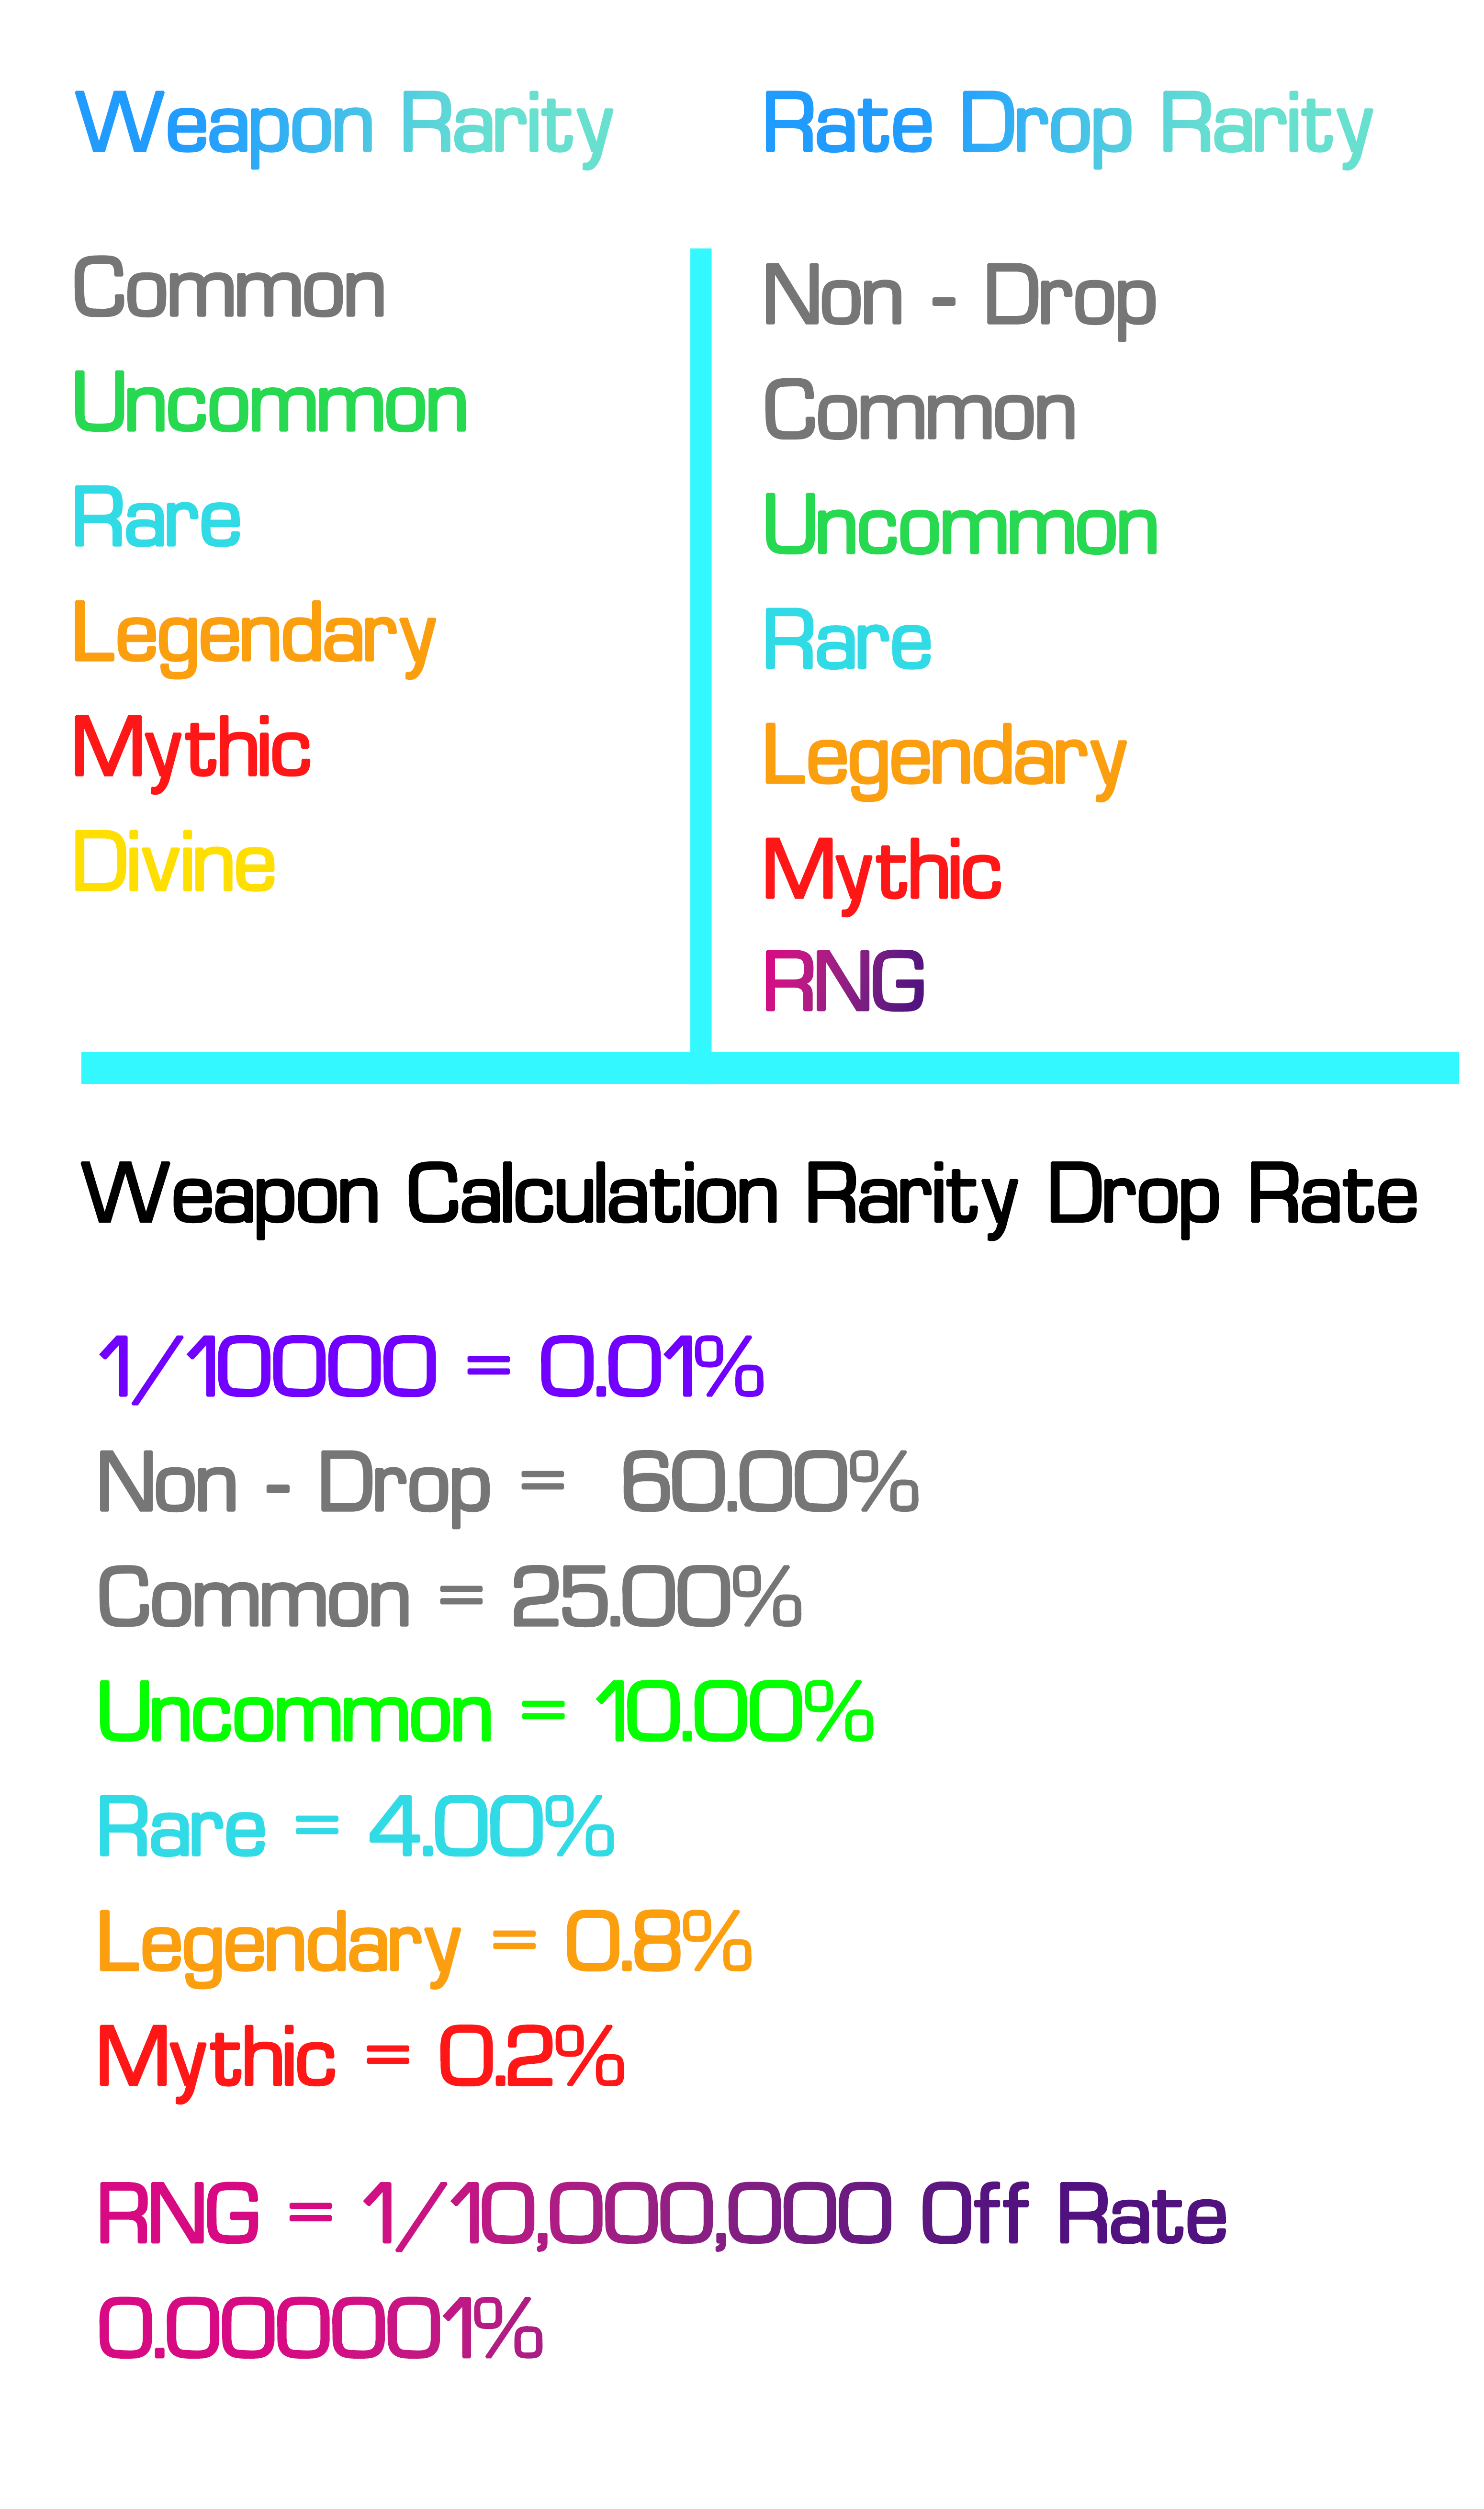 Weapon Rarity
Common
Uncommon
Rare
Legendary
Mythic
Divine
Rate Drop Rarity
Non - Drop
Common
Uncommon
Rare
Legendary
Mythic
RNG
Weapon Calculation Rarity Drop Rate
1/10000 = 0.01%
Non - Drop = 60.00%
Common = 25.00%
Uncommon = 10.00%
Rare = 4.00%
Legendary = 0.8%
Mythic = 0.2%
RNG = 1/10,000,000 Off Rate
0.000001%